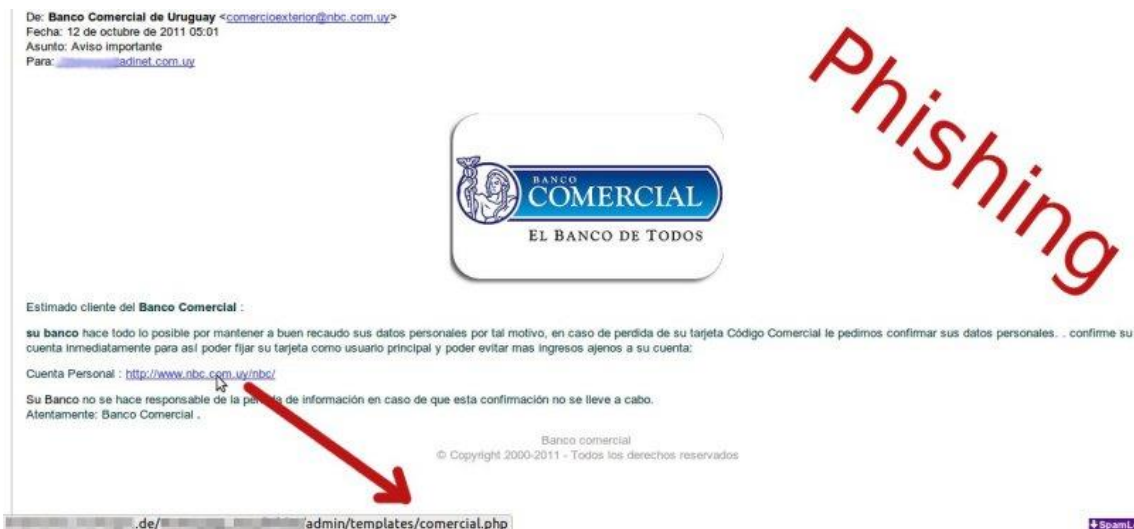 De: Banco Comercial de Uruguay <comercioexterior@nbc.com.uy>
Fecha: 12 de octubre de 2011 05:01
Asunto: Aviso importante
Para: adinet.com.uy
Phishing
BANCO
COMERCIAL
EL BANCO DE TODOS
Estimado cliente del Banco Comercial :
su banco hace todo lo posible por mantener a buen recaudo sus datos personales por tal motivo, en caso de perdida de su tarjeta Código Comercial le pedimos confirmar sus datos personales. . confirme su
cuenta inmediatamente para así poder fijar su tarjeta como usuario principal y poder evitar mas ingresos ajenos a su cuenta:
Cuenta Personal : http://www.nbc.com.uy/nbc/
Su Banco no se hace responsable de la perdida de información en caso de que esta confirmación no se lleve a cabo.
Atentamente: Banco Comercial .
Banco comercial
© Copyright 2000-2011 - Todos los derechos reservados
.de/ /admin/templates/comercial.php
SpamL